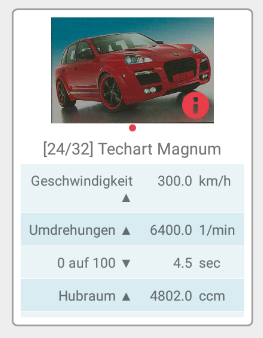 [24/32] Techart Magnum
Geschwindigkeit ▲ 300.0 km/h
Umdrehungen ▲ 6400.0 1/min
0 auf 100 ▼ 4.5 sec
Hubraum ▲ 4802.0 ccm